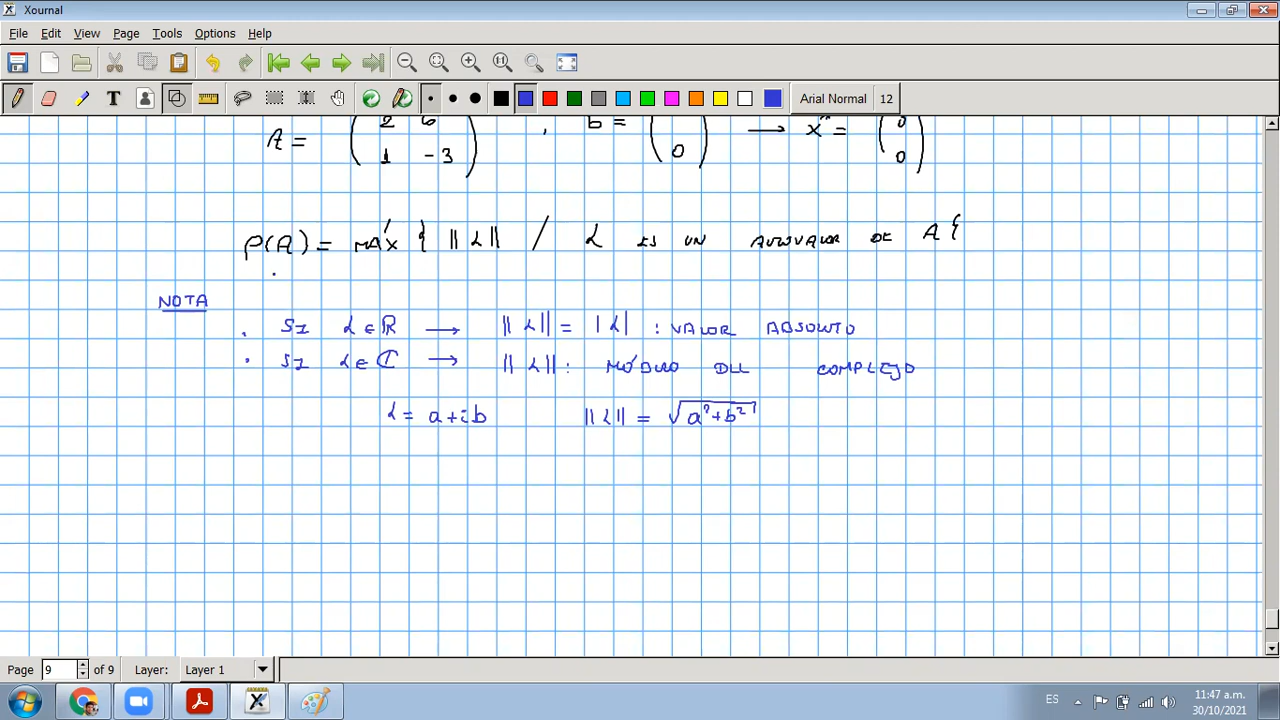 Xournal
File Edit View Page Tools Options Help
Arial Normal 12
A = ( 2 6 , b = ( → x* = ( 0
1 -3 ) 0 ) 0 )
ρ(A) = MÁX { ||α|| / α ES UN AUTOVALOR DE A }
NOTA
. SI α ∈ ℝ → ||α|| = |α| : VALOR ABSOLUTO
. SI α ∈ ℂ → ||α|| : MÓDULO DEL COMPLEJO
α = a+ib ||α|| = √(a²+b²)
Page 9 of 9 Layer: Layer 1
ES 11:47 a.m.
30/10/2021